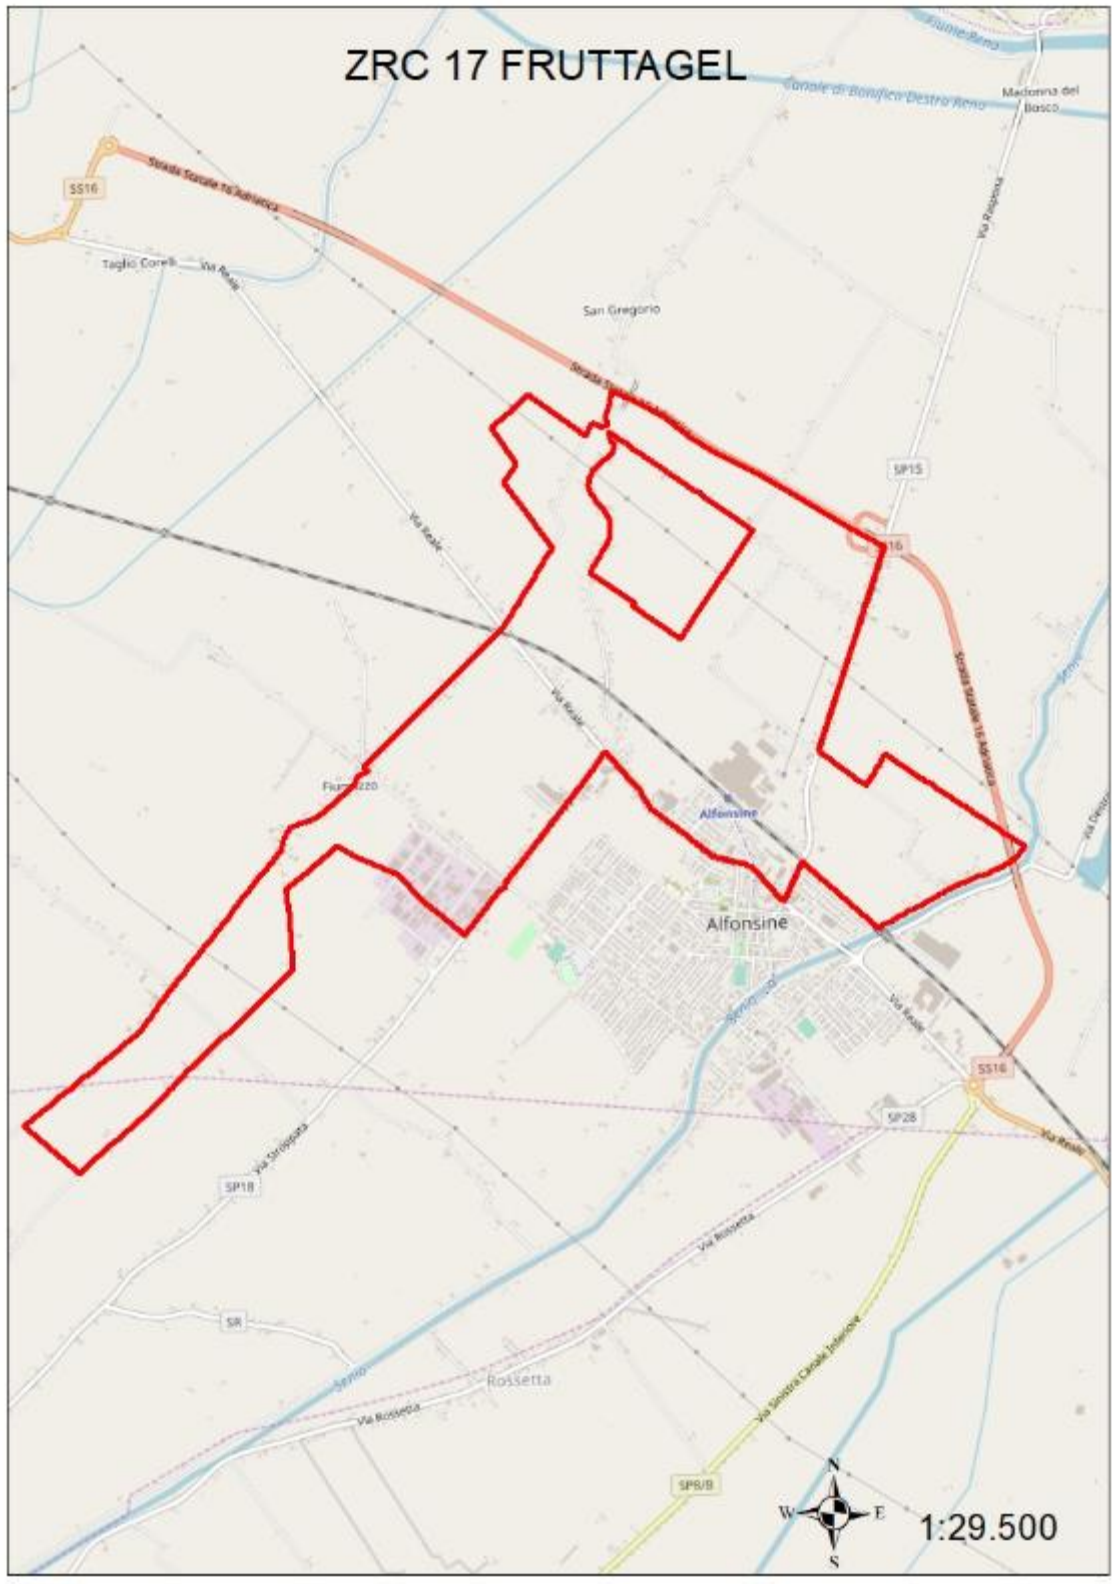 ZRC 17 FRUTTAGEL
Fiume Reno
Canale di Bonifica Destra Reno
Madonna del
Bosco
Strada Statale 16 Adriatica
SS16
Via Raspona
Taglio Corelli
Via Reale
San Gregorio
SP15
Via Reale
Strada Statale 16 Adriatica
Via Reale
Alfonsine
Alfonsine
Senio
Via Reale
SS16
SP28
Via Reale
Via Stroppata
SP18
Via Rossetta
SR
Senio
Rossetta
Via Rossetta
Via Sinistra Canale Inferiore
SP8/B
N
W
E
S
1:29.500